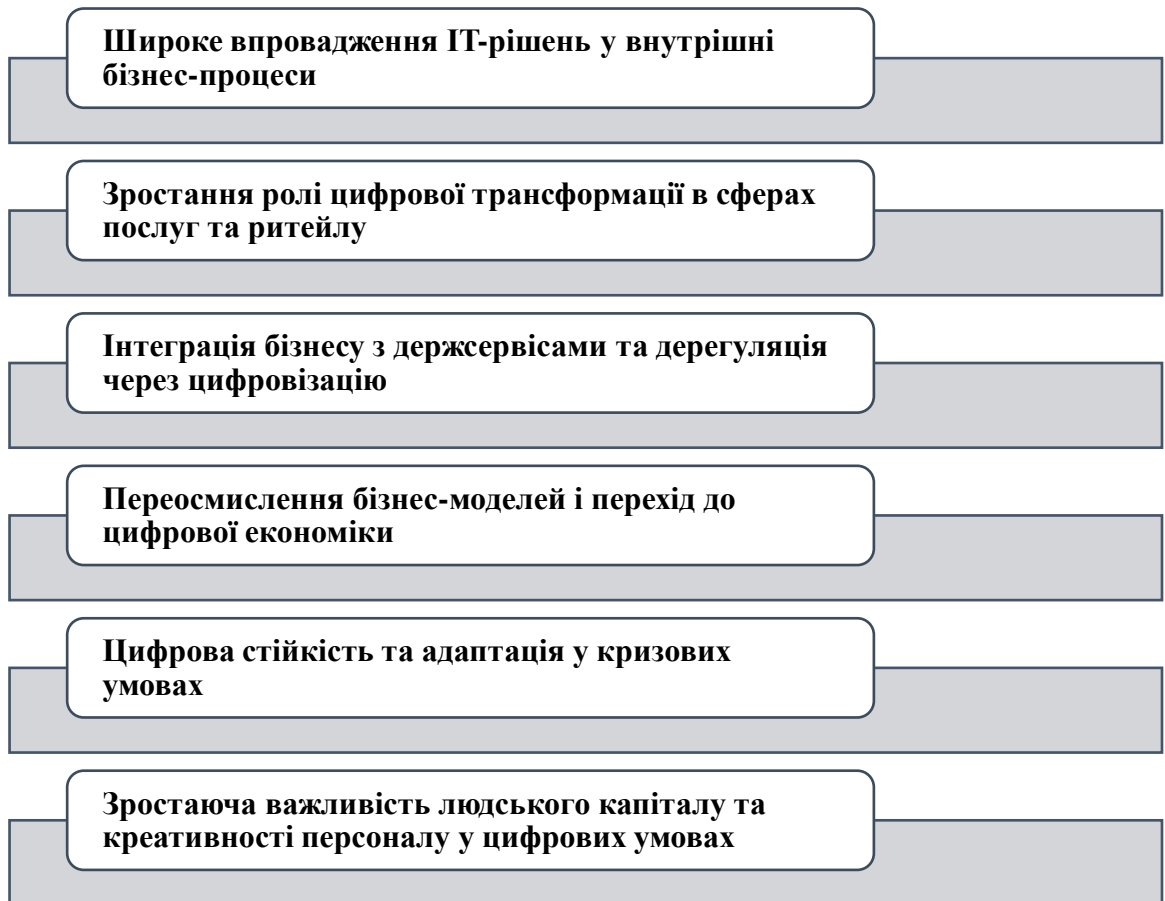 Широке впровадження ІТ-рішень у внутрішні
бізнес-процеси
Зростання ролі цифрової трансформації в сферах
послуг та ритейлу
Інтеграція бізнесу з держсервісами та дерегуляція
через цифровізацію
Переосмислення бізнес-моделей і перехід до
цифрової економіки
Цифрова стійкість та адаптація у кризових
умовах
Зростаюча важливість людського капіталу та
креативності персоналу у цифрових умовах